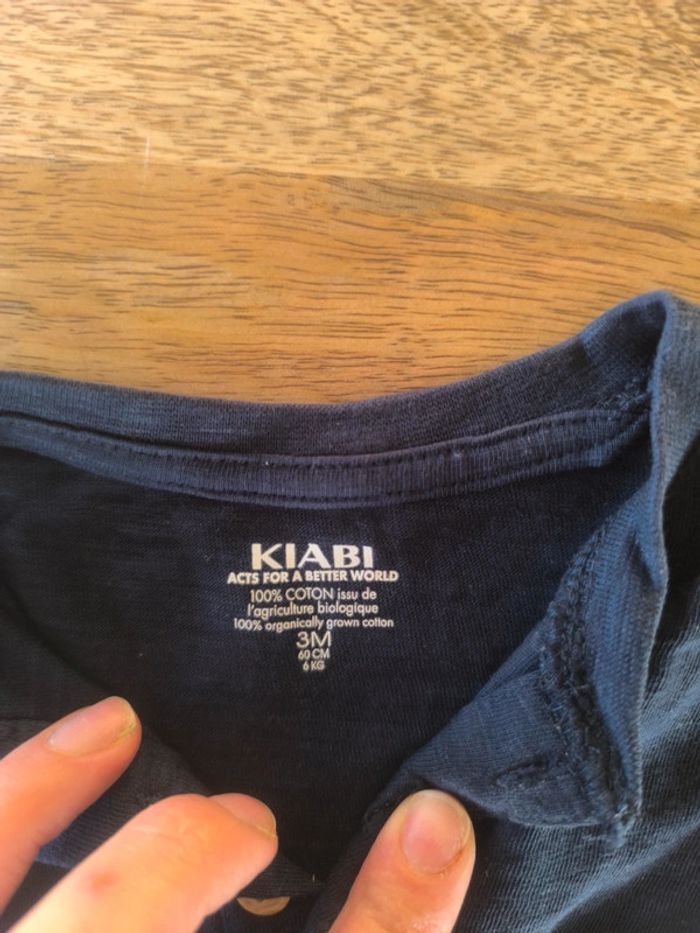 KIABI
ACTS FOR A BETTER WORLD
100% COTON issu de
l'agriculture biologique
100% organically grown cotton
3M
60 CM
6 KG